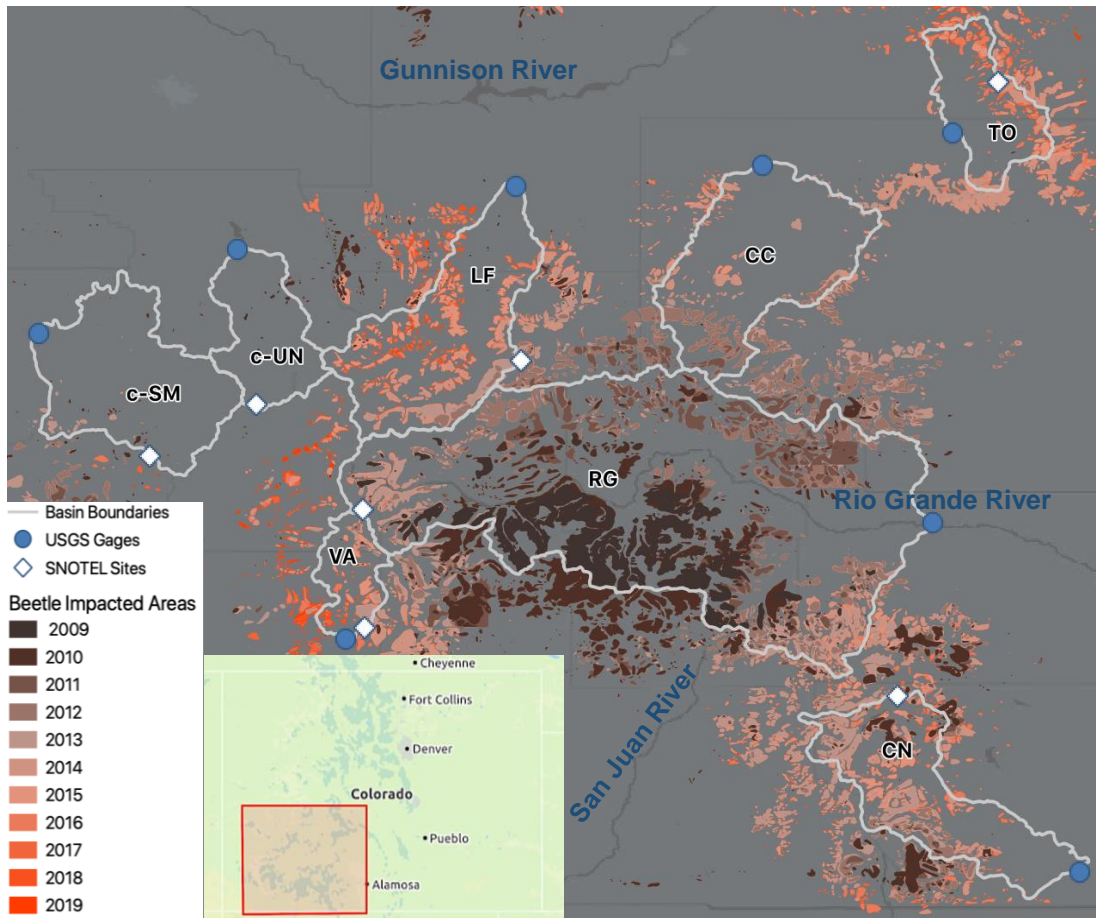 Gunnison River
TO
CC
LF
c-UN
c-SM
RG
Rio Grande River
VA
San Juan River
CN
Basin Boundaries
USGS Gages
SNOTEL Sites
Beetle Impacted Areas
2009
2010
2011
2012
2013
2014
2015
2016
2017
2018
2019
Cheyenne
Fort Collins
Denver
Colorado
Pueblo
Alamosa